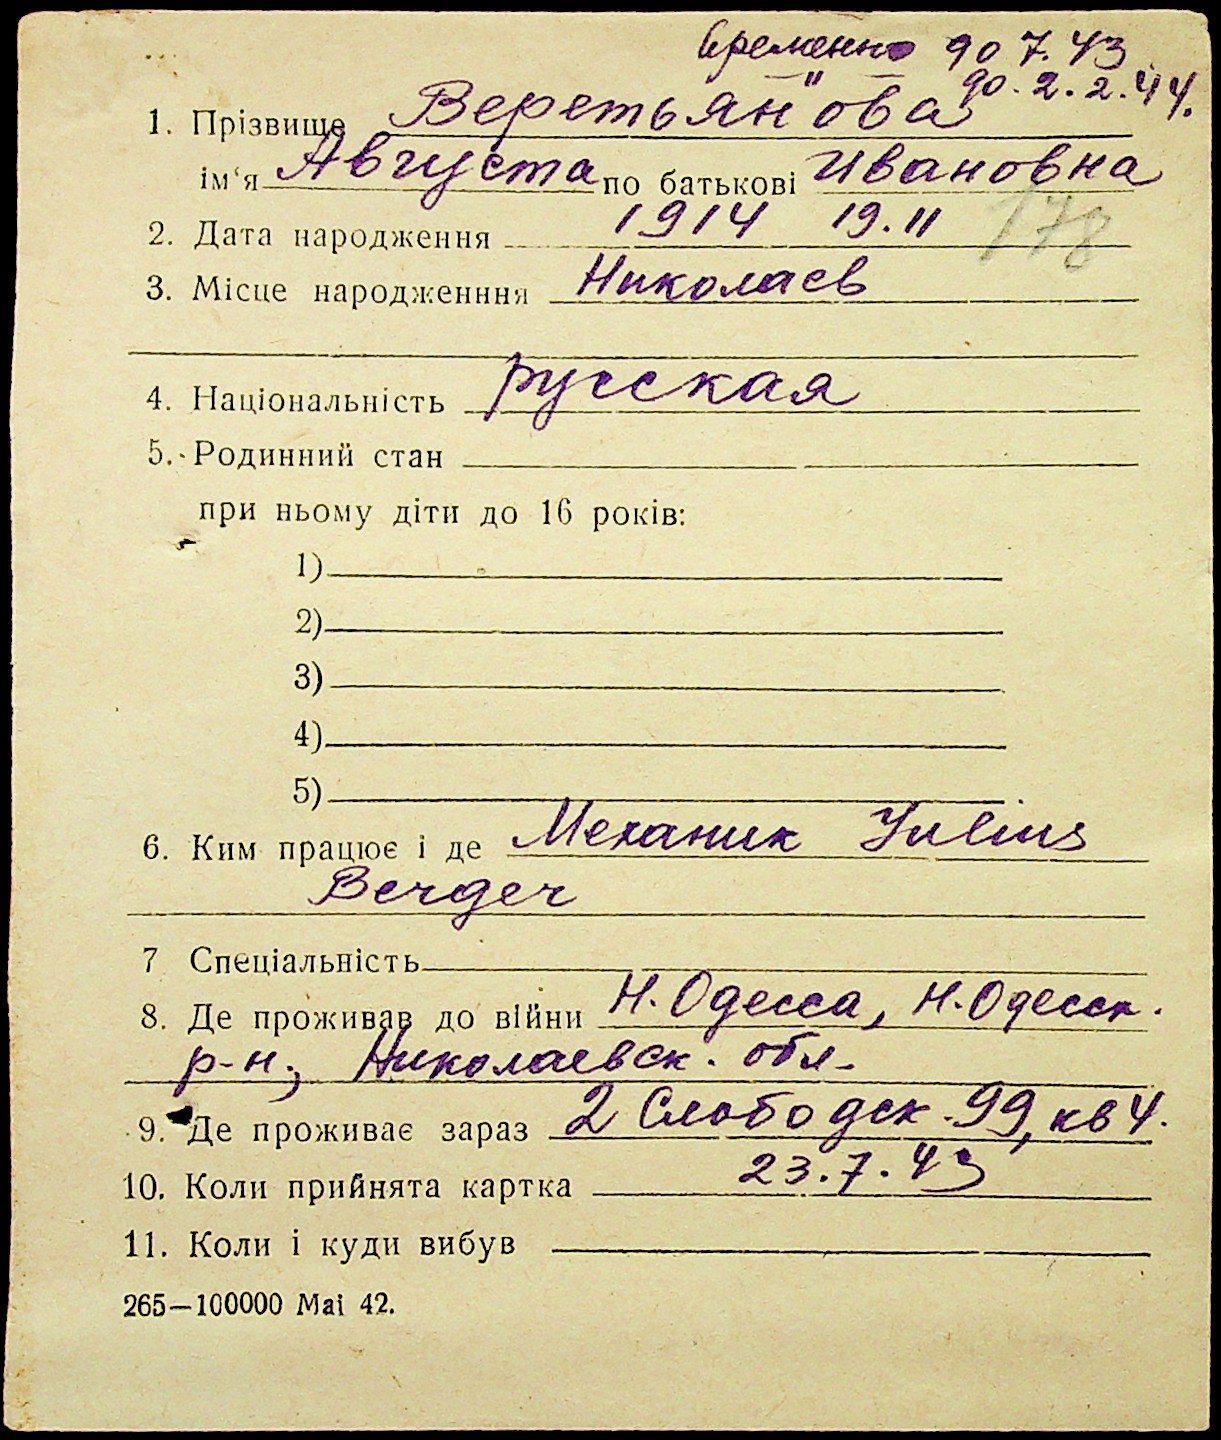 временно до 7.43
до. 2.2.44.
1. Прізвище Веретьянова
ім‘я Августа по батькові Ивановна
2. Дата народження 1914 19.II
178
3. Місце народженння Николаев
4. Національність русская
5. Родинний стан
при ньому діти до 16 років:
1)
2)
3)
4)
5)
6. Ким працює і де Механик Julius
Berger
7 Спеціальність
8. Де проживав до війни Н. Одесса, Н. Одесск.
р-н., Николаевск. обл.
9. Де проживає зараз 2 Слободск. 99, кв 4.
10. Коли прийнята картка 23.7.43
11. Коли і куди вибув
265—100000 Mai 42.